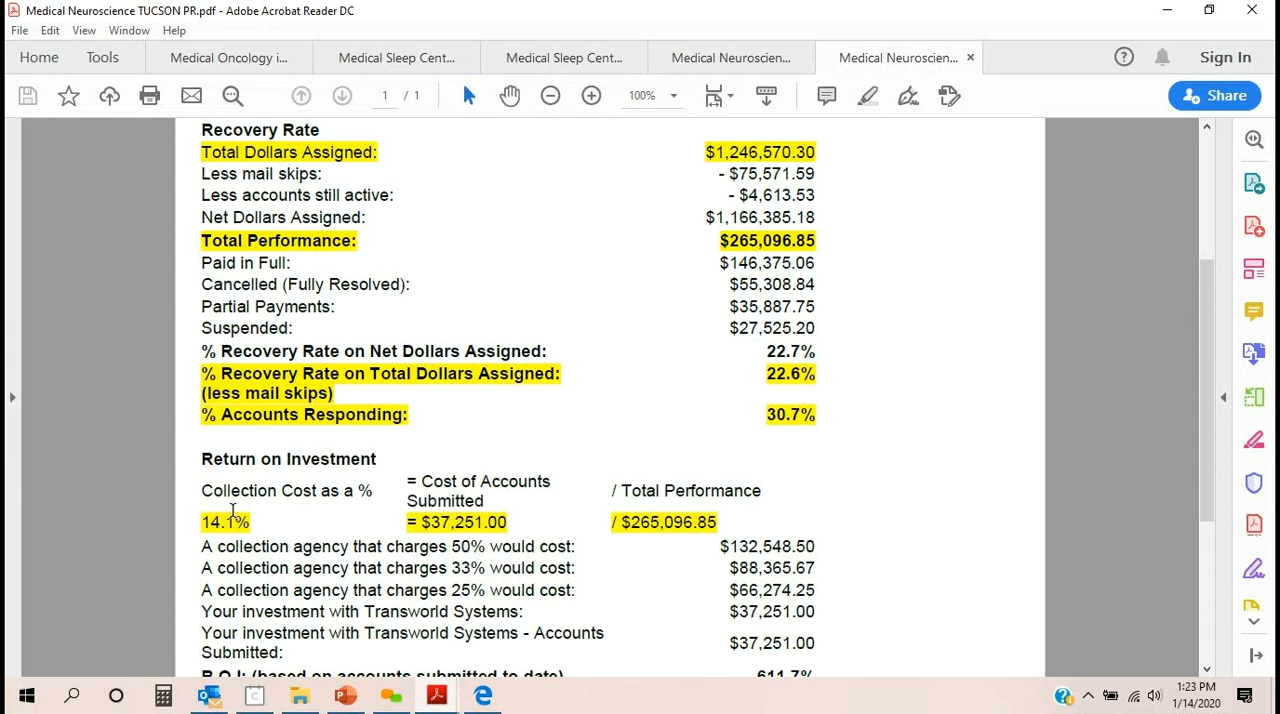 Medical Neuroscience TUCSON PR.pdf - Adobe Acrobat Reader DC
File Edit View Window Help
Home Tools Medical Oncology i... Medical Sleep Cent... Medical Sleep Cent... Medical Neuroscien... Medical Neuroscien... × ? Sign In
1 / 1 100% Share
Recovery Rate
Total Dollars Assigned: $1,246,570.30
Less mail skips: - $75,571.59
Less accounts still active: - $4,613.53
Net Dollars Assigned: $1,166,385.18
Total Performance: $265,096.85
Paid in Full: $146,375.06
Cancelled (Fully Resolved): $55,308.84
Partial Payments: $35,887.75
Suspended: $27,525.20
% Recovery Rate on Net Dollars Assigned: 22.7%
% Recovery Rate on Total Dollars Assigned: 22.6%
(less mail skips)
% Accounts Responding: 30.7%
Return on Investment
Collection Cost as a % = Cost of Accounts Submitted / Total Performance
14.1% = $37,251.00 / $265,096.85
A collection agency that charges 50% would cost: $132,548.50
A collection agency that charges 33% would cost: $88,365.67
A collection agency that charges 25% would cost: $66,274.25
Your investment with Transworld Systems: $37,251.00
Your investment with Transworld Systems - Accounts
Submitted: $37,251.00
R.O.I: (based on accounts submitted to date) 611.7%
1:23 PM
1/14/2020